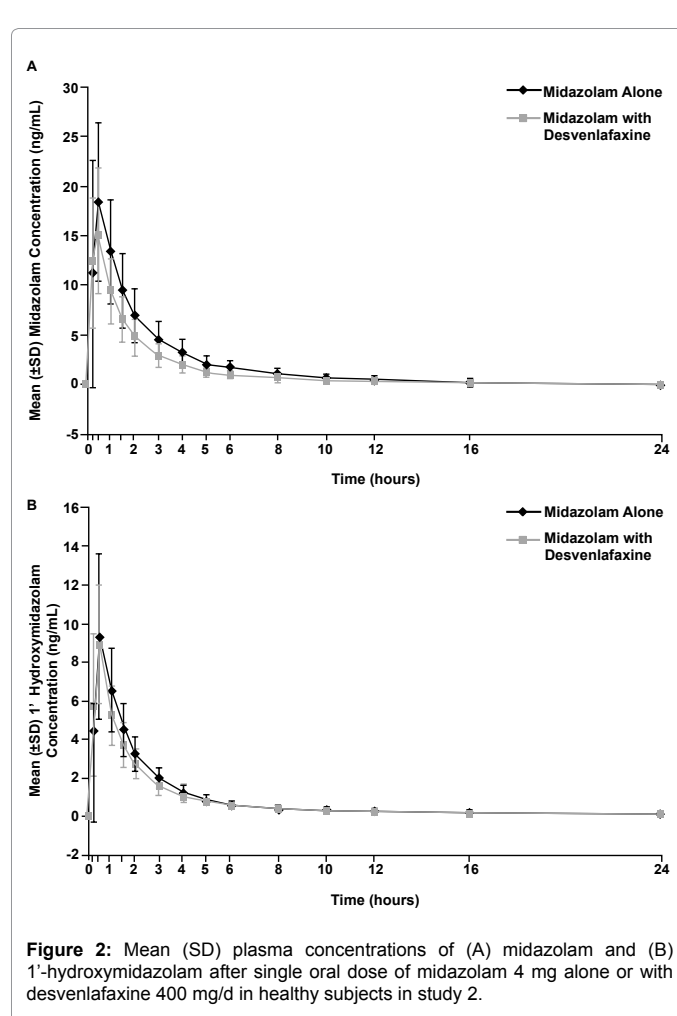 A
Mean (±SD) Midazolam Concentration (ng/mL)
30
25
20
15
10
5
0
-5
Midazolam Alone
Midazolam with
Desvenlafaxine
0 1 2 3 4 5 6 8 10 12 16 24
Time (hours)
B
Mean (±SD) 1’ Hydroxymidazolam
Concentration (ng/mL)
16
14
12
10
8
6
4
2
0
-2
Midazolam Alone
Midazolam with
Desvenlafaxine
0 1 2 3 4 5 6 8 10 12 16 24
Time (hours)
Figure 2: Mean (SD) plasma concentrations of (A) midazolam and (B)
1’-hydroxymidazolam after single oral dose of midazolam 4 mg alone or with
desvenlafaxine 400 mg/d in healthy subjects in study 2.